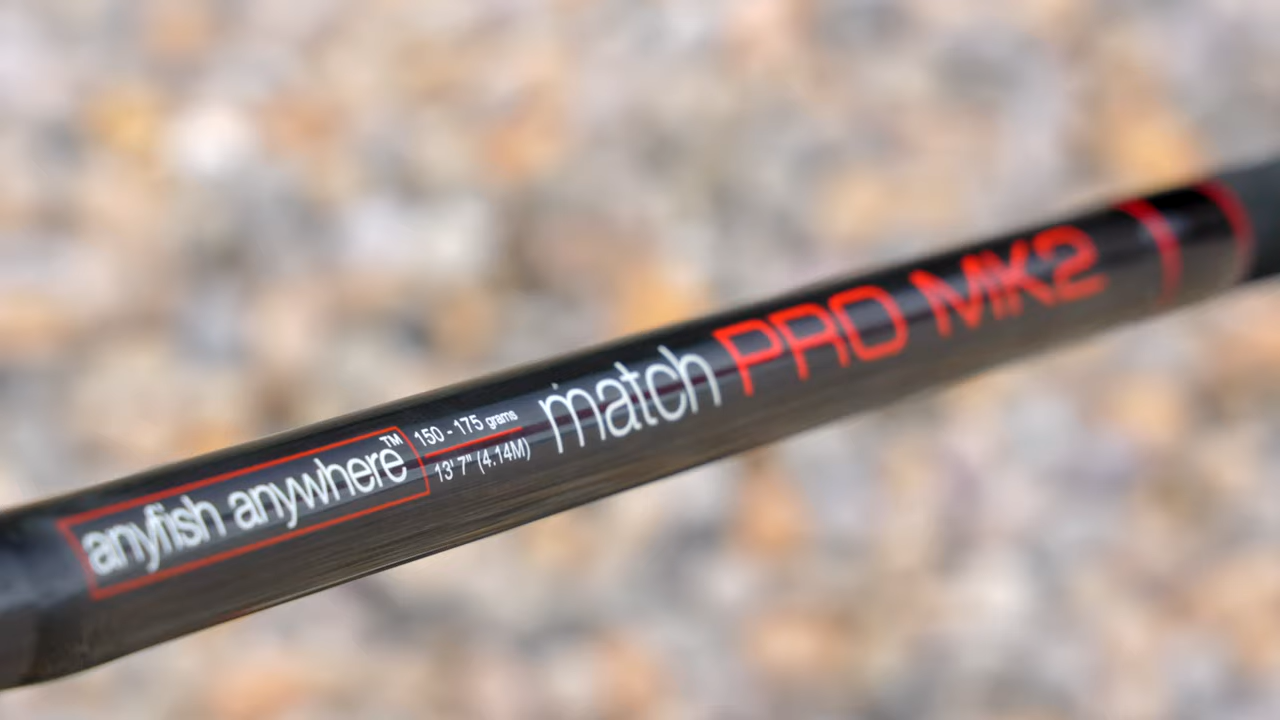 anyfish anywhere™
150 - 175 grams
13' 7" (4.14M)
match PRO MK2